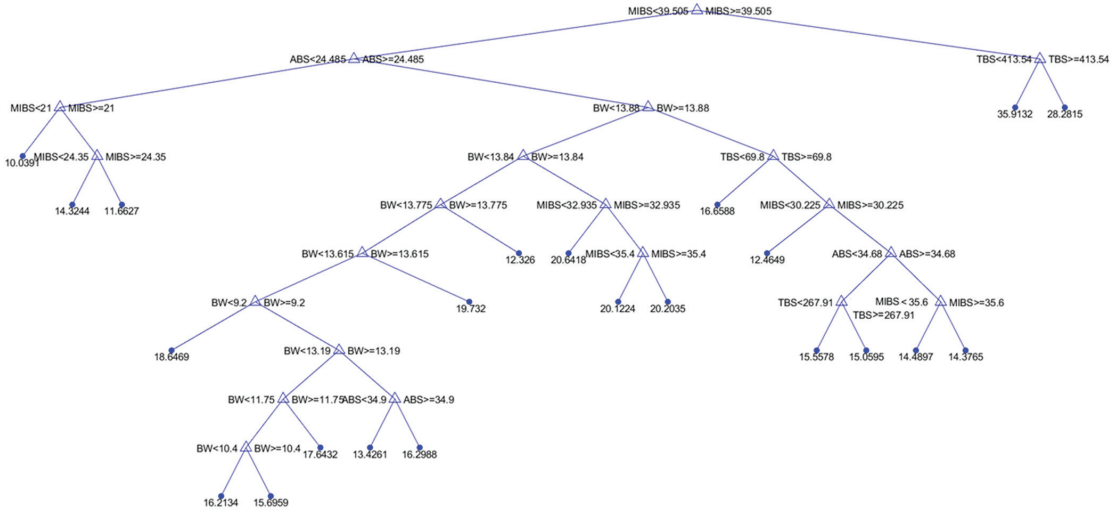 MIBS<39.505 MIBS>=39.505
ABS<24.485 ABS>=24.485 TBS<413.54 TBS>=413.54
MIBS<21 MIBS>=21 BW<13.88 BW>=13.88 35.9132 28.2815
10.0391 MIBS<24.35 MIBS>=24.35 BW<13.84 BW>=13.84 TBS<69.8 TBS>=69.8
14.3244 11.6627 BW<13.775 BW>=13.775 MIBS<32.935 MIBS>=32.935 16.6588 MIBS<30.225 MIBS>=30.225
BW<13.615 BW>=13.615 12.326 20.6418 MIBS<35.4 MIBS>=35.4 12.4649 ABS<34.68 ABS>=34.68
BW<9.2 BW>=9.2 19.732 20.1224 20.2035 TBS<267.91 MIBS<35.6 MIBS>=35.6
TBS>=267.91
18.6469 BW<13.19 BW>=13.19 15.5578 15.0595 14.4897 14.3765
BW<11.75 BW>=11.75 ABS<34.9 ABS>=34.9
BW<10.4 BW>=10.4 17.6432 13.4261 16.2988
16.2134 15.6959